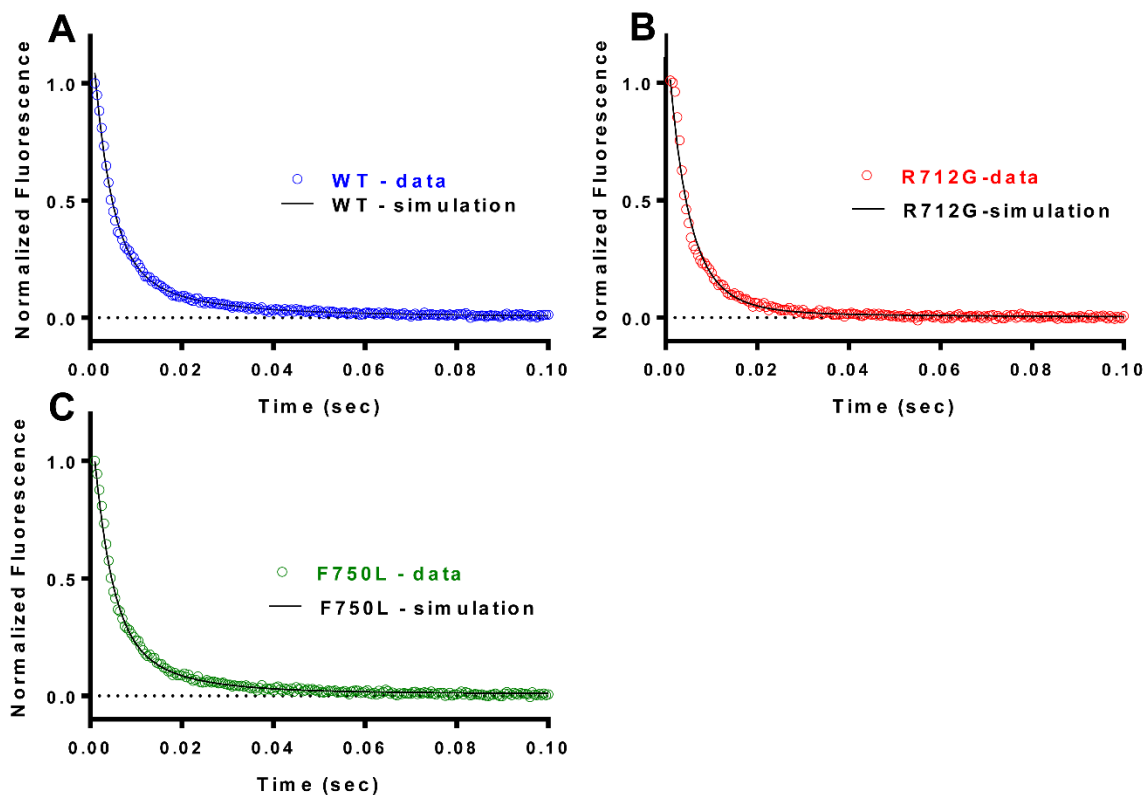 A
Normalized Fluorescence
1.0
0.5
0.0
WT - data
WT - simulation
0.00 0.02 0.04 0.06 0.08 0.10
Time (sec)
B
Normalized Fluorescence
1.0
0.5
0.0
R712G-data
R712G-simulation
0.00 0.02 0.04 0.06 0.08 0.10
Time (sec)
C
Normalized Fluorescence
1.0
0.5
0.0
F750L - data
F750L - simulation
0.00 0.02 0.04 0.06 0.08 0.10
Time (sec)